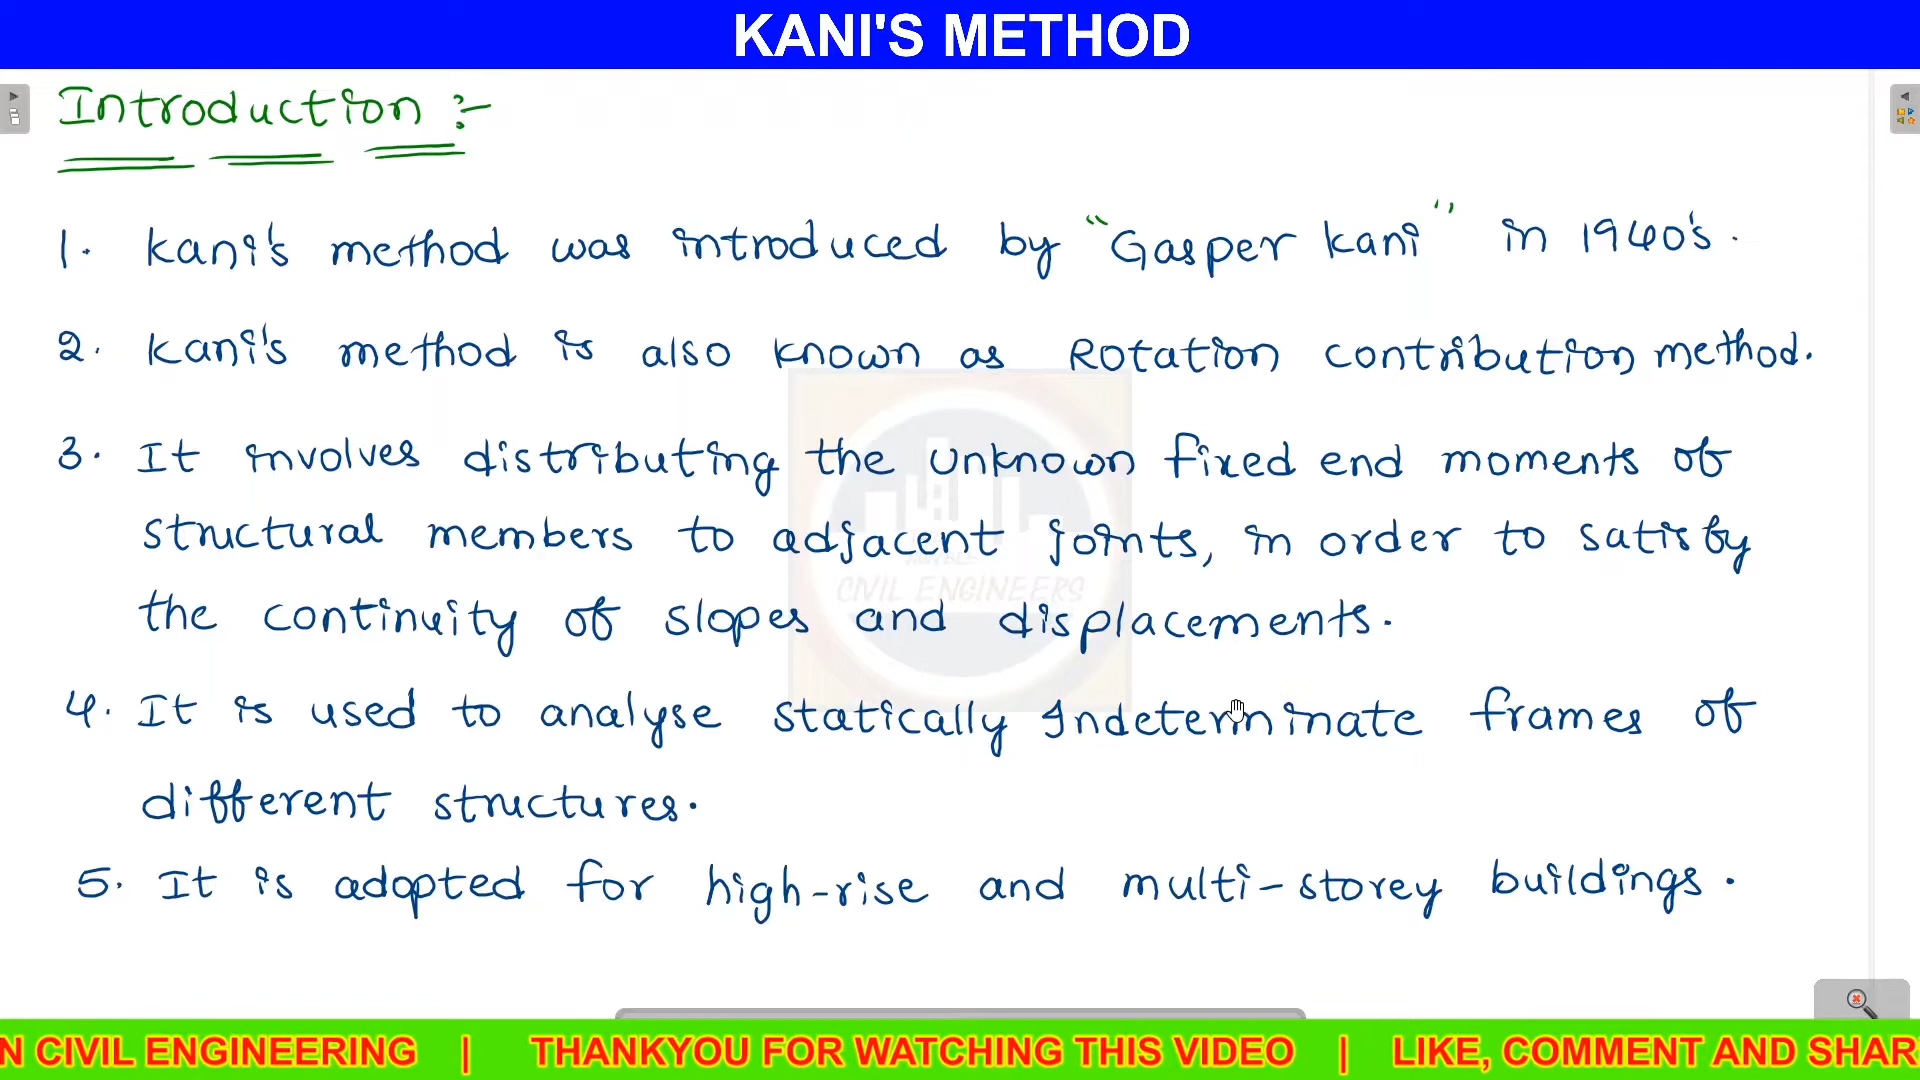 KANI'S METHOD
Introduction :-
1. Kani's method was introduced by "Gasper Kani" in 1940's.
2. Kani's method is also known as Rotation contribution method.
3. It involves distributing the unknown fixed end moments of
structural members to adjacent joints, in order to satisfy
the continuity of slopes and displacements.
4. It is used to analyse statically Indeterminate frames of
different structures.
5. It is adopted for high-rise and multi-storey buildings.
CIVIL ENGINEERS
N CIVIL ENGINEERING | THANKYOU FOR WATCHING THIS VIDEO | LIKE, COMMENT AND SHAR